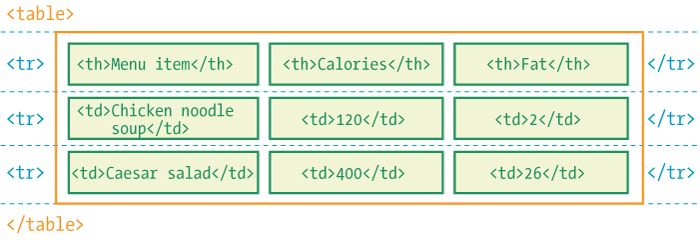 <table>
<tr> <th>Menu item</th> <th>Calories</th> <th>Fat</th> </tr>
<td>Chicken noodle
<tr> soup</td> <td>120</td> <td>2</td> </tr>
<tr> <td>Caesar salad</td> <td>400</td> <td>26</td> </tr>
</table>